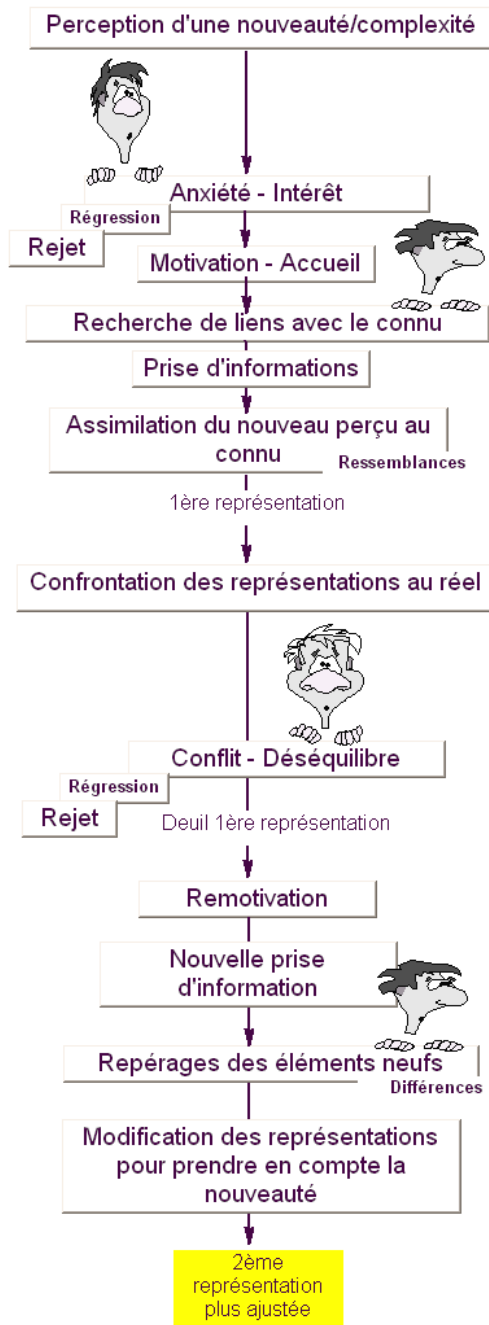 Perception d'une nouveauté/complexité
Anxiété - Intérêt
Régression
Rejet
Motivation - Accueil
Recherche de liens avec le connu
Prise d'informations
Assimilation du nouveau perçu au
connu
Ressemblances
1ère représentation
Confrontation des représentations au réel
Conflit - Déséquilibre
Régression
Rejet
Deuil 1ère représentation
Remotivation
Nouvelle prise
d'information
Repérages des éléments neufs
Différences
Modification des représentations
pour prendre en compte la
nouveauté
2ème
représentation
plus ajustée